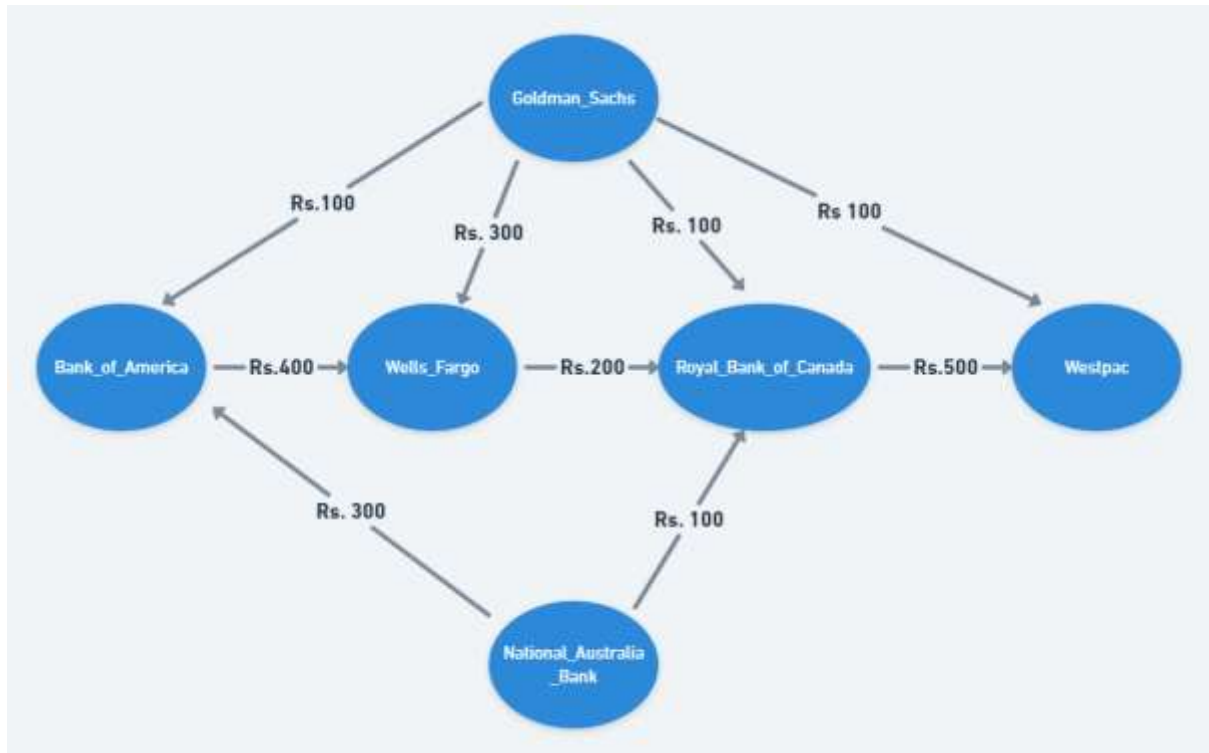 Goldman_Sachs
Rs.100
Rs. 300
Rs. 100
Rs 100
Bank_of_America
Rs.400
Wells_Fargo
Rs.200
Royal_Bank_of_Canada
Rs.500
Westpac
Rs. 300
Rs. 100
National_Australia
_Bank